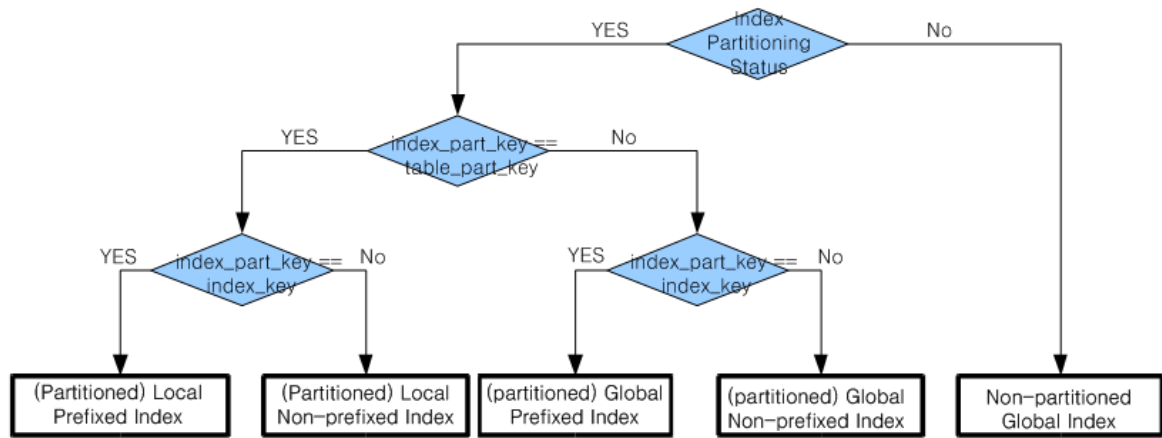 Index
Partitioning
Status
YES
No
index_part_key ==
table_part_key
YES
No
index_part_key ==
index_key
YES
No
index_part_key ==
index_key
YES
No
(Partitioned) Local
Prefixed Index
(Partitioned) Local
Non-prefixed Index
(partitioned) Global
Prefixed Index
(partitioned) Global
Non-prefixed Index
Non-partitioned
Global Index